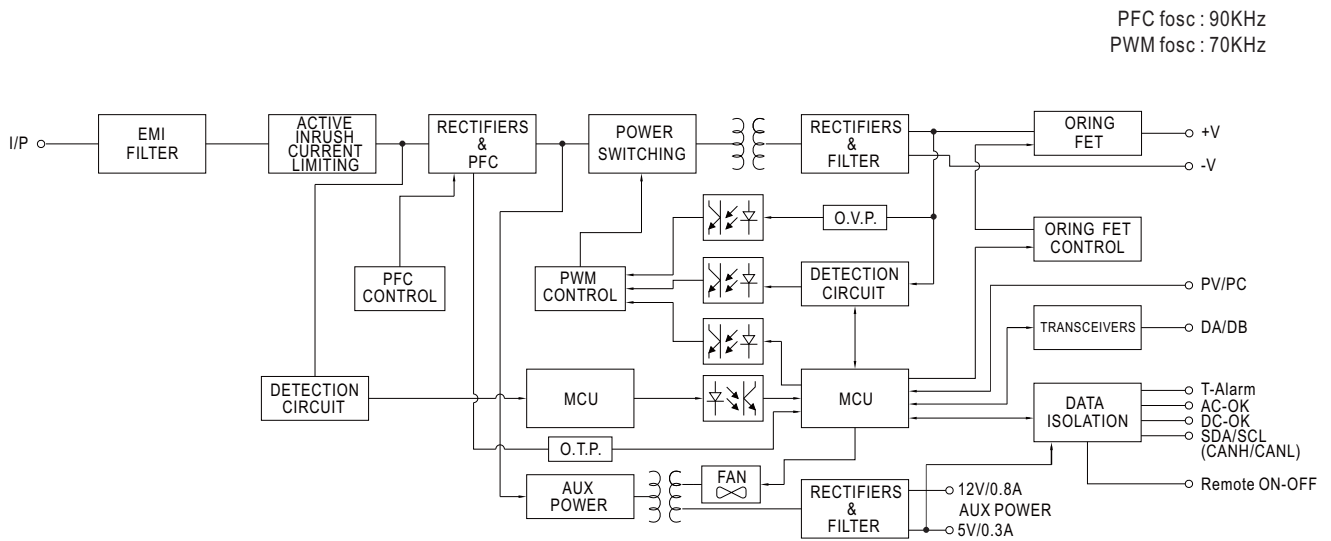 PFC fosc : 90KHz
PWM fosc : 70KHz
I/P
EMI
FILTER
ACTIVE
INRUSH
CURRENT
LIMITING
RECTIFIERS
&
PFC
POWER
SWITCHING
RECTIFIERS
&
FILTER
ORING
FET
+V
-V
O.V.P.
ORING FET
CONTROL
PFC
CONTROL
PWM
CONTROL
DETECTION
CIRCUIT
PV/PC
TRANSCEIVERS
DA/DB
DETECTION
CIRCUIT
MCU
MCU
DATA
ISOLATION
T-Alarm
AC-OK
DC-OK
SDA/SCL
(CANH/CANL)
O.T.P.
AUX
POWER
FAN
RECTIFIERS
&
FILTER
12V/0.8A
AUX POWER
5V/0.3A
Remote ON-OFF